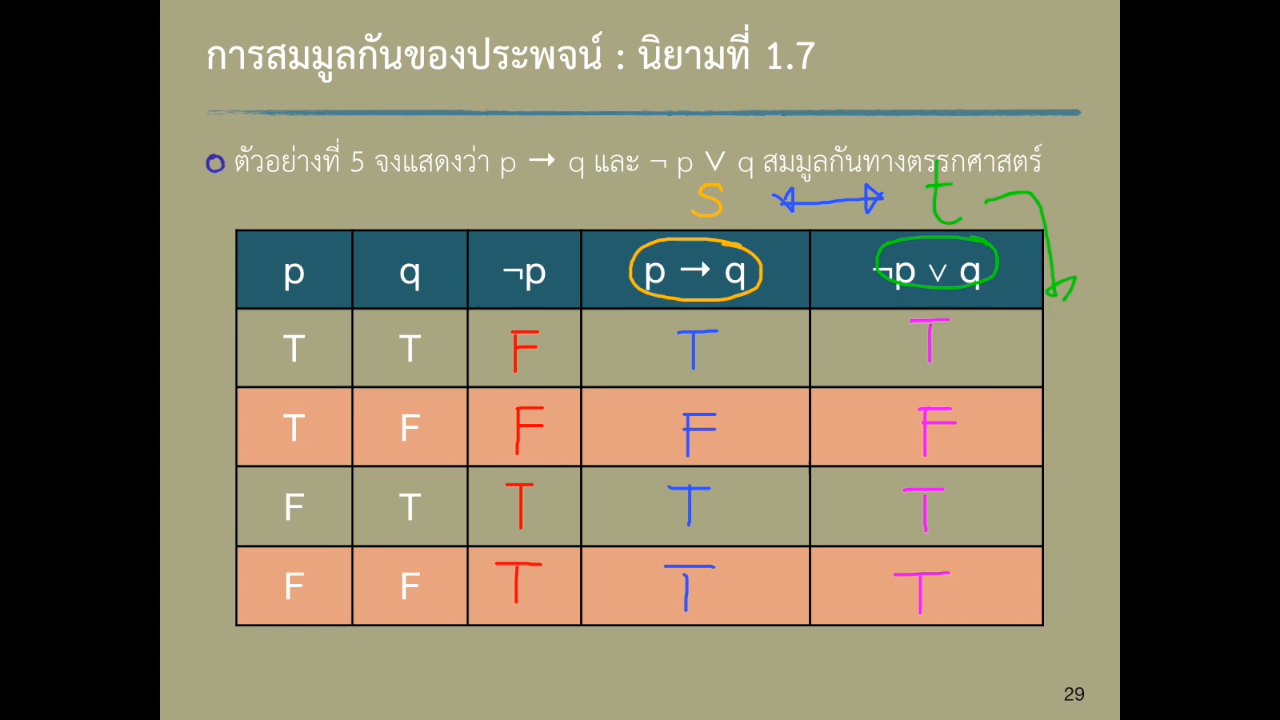 การสมมูลกันของประพจน์ : นิยามที่ 1.7
ตัวอย่างที่ 5 จงแสดงว่า p → q และ ¬ p ∨ q สมมูลกันทางตรรกศาสตร์
s ↔ t
p q ¬p p → q ¬p ∨ q
T T F T T
T F F F F
F T T T T
F F T T T
29